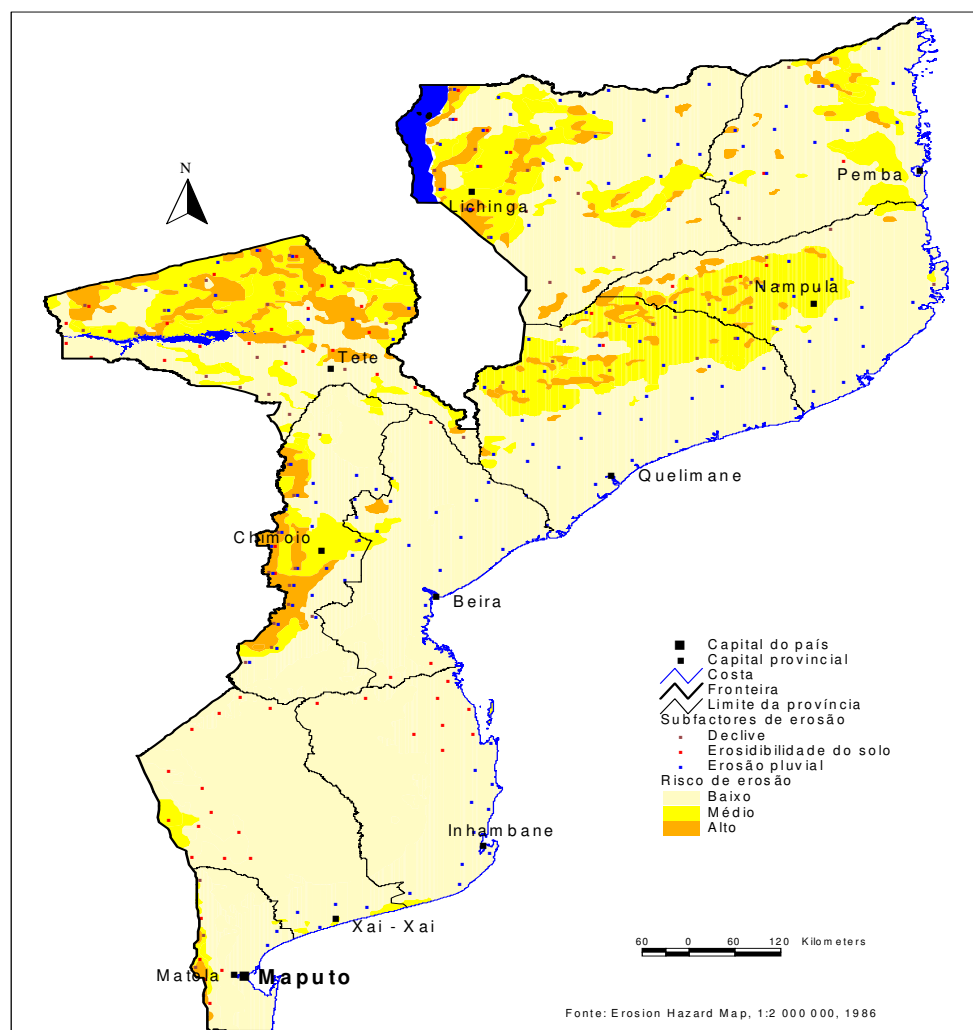 N
Pemba
Lichinga
Nampula
Tete
Quelimane
Chimoio
Beira
Capital do país
Capital provincial
Costa
Fronteira
Limite da província
Subfactores de erosão
Declive
Erosidibilidade do solo
Erosão pluvial
Risco de erosão
Baixo
Médio
Alto
Inhambane
Xai - Xai
60 0 60 120 Kilometers
Matola Maputo
Fonte: Erosion Hazard Map, 1:2 000 000, 1986